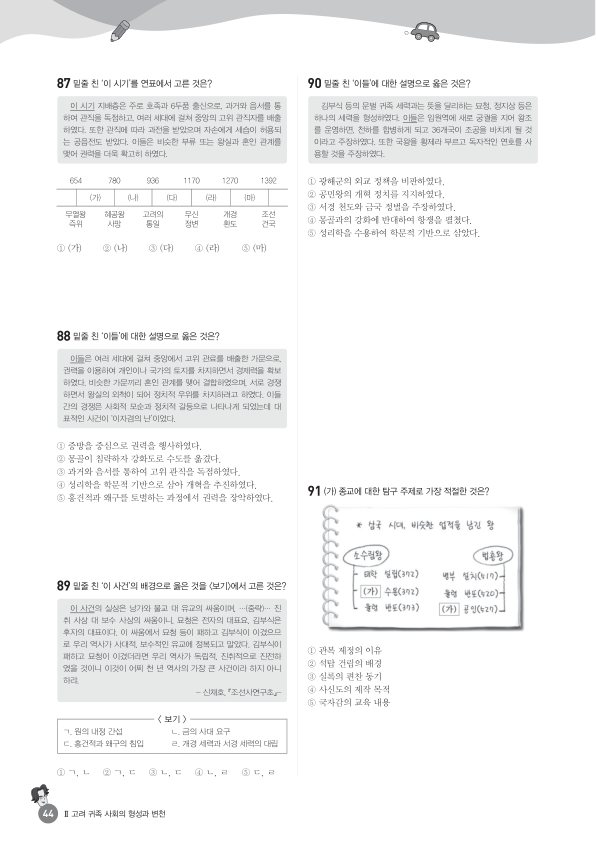 87 밑줄 친 '이 시기'를 연표에서 고른 것은?
이 시기 지배층은 주로 호족과 6두품 출신으로, 과거와 음서를 통
하여 관직을 독점하고, 여러 세대에 걸쳐 중앙의 고위 관직자를 배출
하였다. 또한 관직에 따라 과전을 받았으며 자손에게 세습이 허용되
는 공음전도 받았다. 이들은 비슷한 부류 또는 왕실과 혼인 관계를
맺어 권력을 더욱 확고히 하였다.
654 780 936 1170 1270 1392
(가) (나) (다) (라) (마)
무열왕 혜공왕 고려의 무신 개경 조선
즉위 사망 통일 정변 환도 건국
① (가) ② (나) ③ (다) ④ (라) ⑤ (마)
88 밑줄 친 '이들'에 대한 설명으로 옳은 것은?
이들은 여러 세대에 걸쳐 중앙에서 고위 관료를 배출한 가문으로,
권력을 이용하여 개인이나 국가의 토지를 차지하면서 경제력을 확보
하였다. 비슷한 가문끼리 혼인 관계를 맺어 결합하였으며, 서로 경쟁
하면서 왕실의 외척이 되어 정치적 우위를 차지하려고 하였다. 이들
간의 경쟁은 사회적 모순과 정치적 갈등으로 나타나게 되었는데 대
표적인 사건이 '이자겸의 난'이었다.
① 중방을 중심으로 권력을 행사하였다.
② 몽골이 침략하자 강화도로 수도를 옮겼다.
③ 과거와 음서를 통하여 고위 관직을 독점하였다.
④ 성리학을 학문적 기반으로 삼아 개혁을 추진하였다.
⑤ 홍건적과 왜구를 토벌하는 과정에서 권력을 장악하였다.
89 밑줄 친 '이 사건'의 배경으로 옳은 것을 〈보기〉에서 고른 것은?
이 사건의 실상은 낭가와 불교 대 유교의 싸움이며, …(중략)… 진
취 사상 대 보수 사상의 싸움이니, 묘청은 전자의 대표요, 김부식은
후자의 대표이다. 이 싸움에서 묘청 등이 패하고 김부식이 이겼으므
로 우리 역사가 사대적, 보수적인 유교에 정복되고 말았다. 김부식이
패하고 묘청이 이겼더라면 우리 역사가 독립적, 진취적으로 진전하
였을 것이니 이것이 어찌 천 년 역사의 가장 큰 사건이라 하지 아니
하랴.
– 신채호, 『조선사연구초』–
〈 보기 〉
ㄱ. 원의 내정 간섭 ㄴ. 금의 사대 요구
ㄷ. 홍건적과 왜구의 침입 ㄹ. 개경 세력과 서경 세력의 대립
① ㄱ, ㄴ ② ㄱ, ㄷ ③ ㄴ, ㄷ ④ ㄴ, ㄹ ⑤ ㄷ, ㄹ
90 밑줄 친 '이들'에 대한 설명으로 옳은 것은?
김부식 등의 문벌 귀족 세력과는 뜻을 달리하는 묘청, 정지상 등은
하나의 세력을 형성하였다. 이들은 임원역에 새로 궁궐을 지어 왕조
를 운영하면, 천하를 합병하게 되고 36개국이 조공을 바치게 될 것
이라고 주장하였다. 또한 국왕을 황제라 부르고 독자적인 연호를 사
용할 것을 주장하였다.
① 광해군의 외교 정책을 비판하였다.
② 공민왕의 개혁 정치를 지지하였다.
③ 서경 천도와 금국 정벌을 주장하였다.
④ 몽골과의 강화에 반대하여 항쟁을 펼쳤다.
⑤ 성리학을 수용하여 학문적 기반으로 삼았다.
91 (가) 종교에 대한 탐구 주제로 가장 적절한 것은?
* 삼국 시대, 비슷한 업적을 남긴 왕
소수림왕 법흥왕
태학 설립(372) 병부 설치(517)
(가) 수용(372) 율령 반포(520)
율령 반포(373) (가) 공인(527)
① 관복 제정의 이유
② 석탑 건립의 배경
③ 실록의 편찬 동기
④ 사신도의 제작 목적
⑤ 국자감의 교육 내용
44 Ⅱ 고려 귀족 사회의 형성과 변천